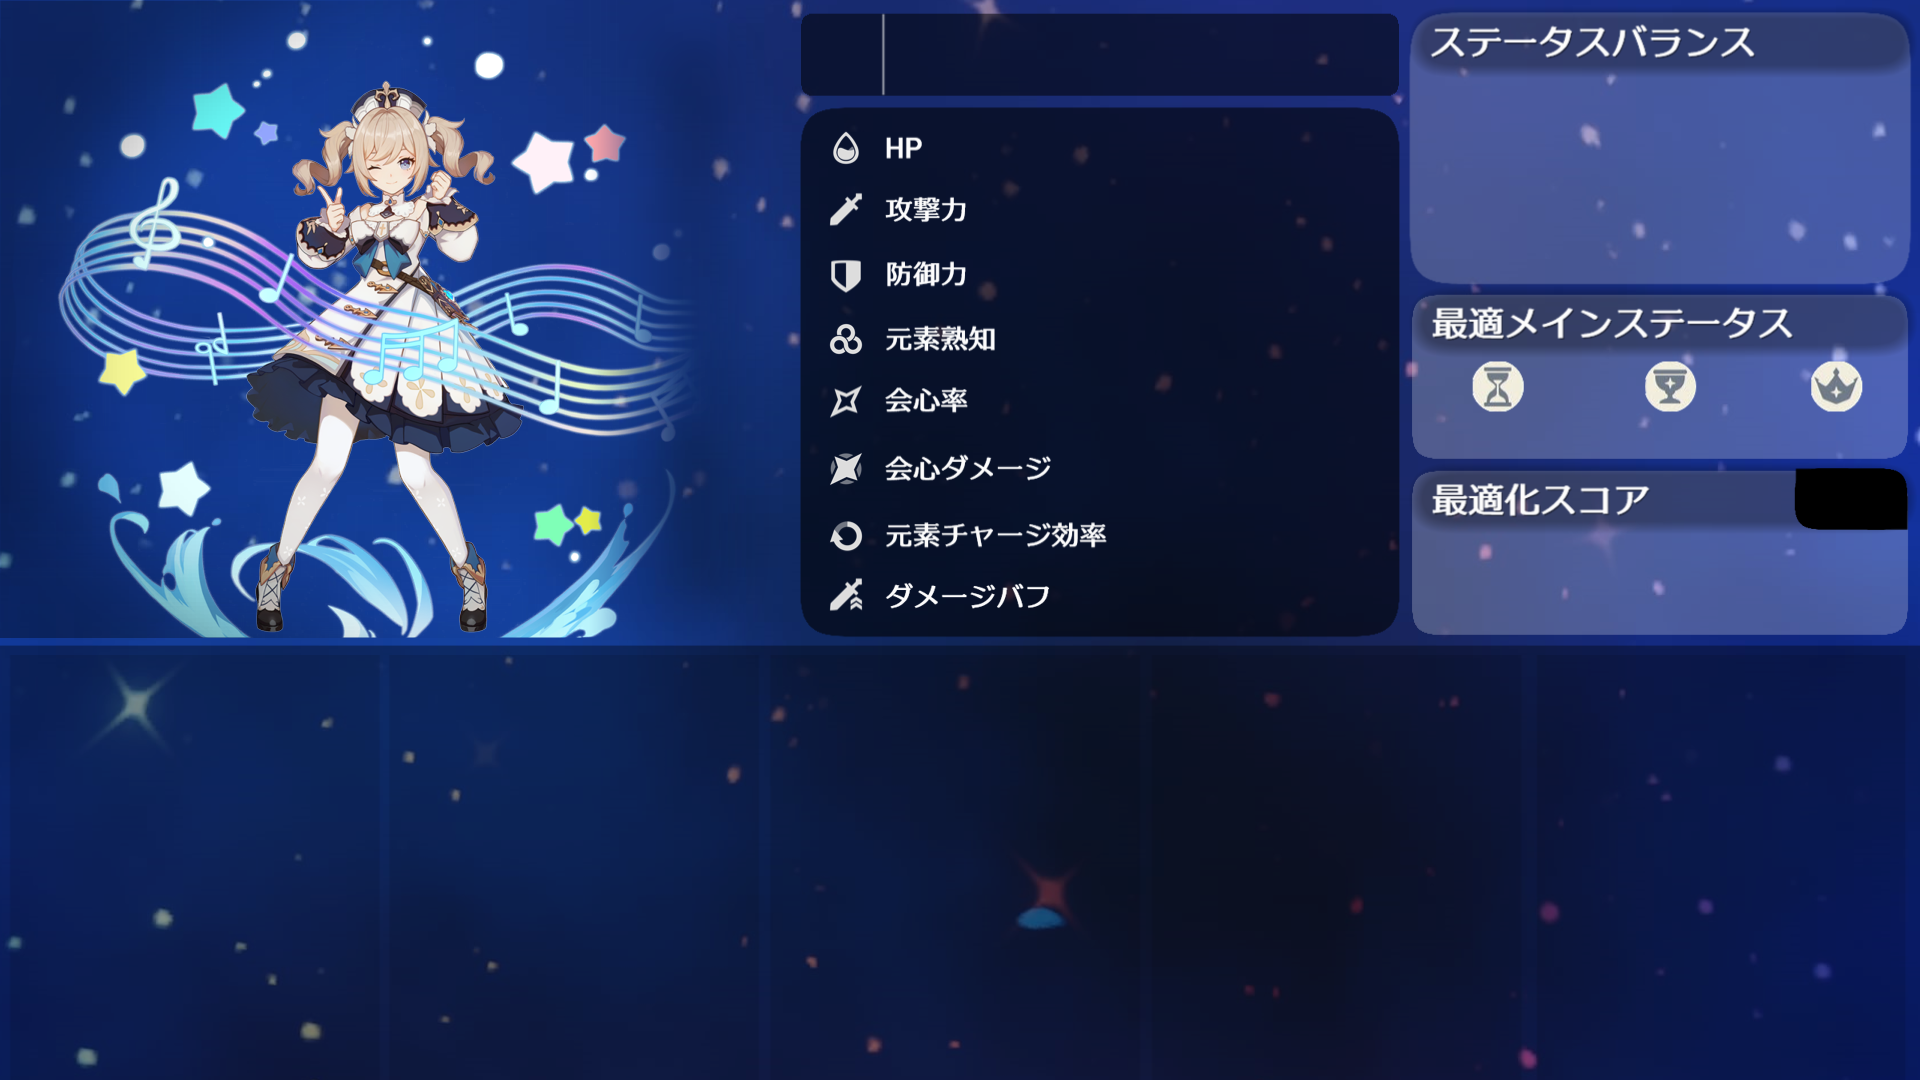 HP
攻撃力
防御力
元素熟知
会心率
会心ダメージ
元素チャージ効率
ダメージバフ
ステータスバランス
最適メインステータス
最適化スコア